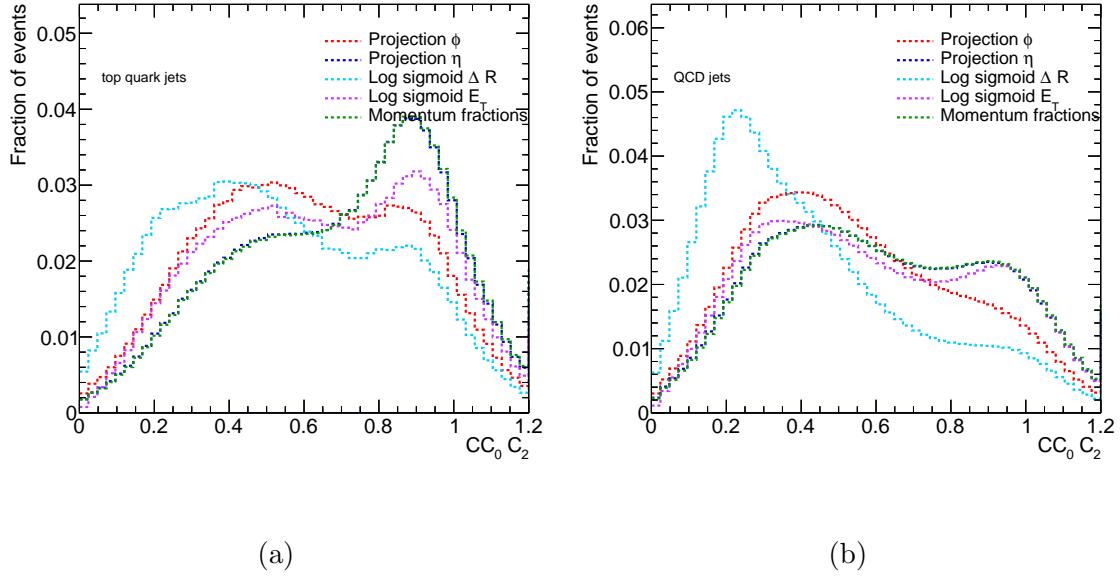 Fraction of events
0.05
0.04
0.03
0.02
0.01
0
top quark jets
Projection ϕ
Projection η
Log sigmoid Δ R
Log sigmoid E_T
Momentum fractions
0 0.2 0.4 0.6 0.8 1 1.2
CC₀ C₂
(a)
Fraction of events
0.06
0.05
0.04
0.03
0.02
0.01
0
QCD jets
Projection ϕ
Projection η
Log sigmoid Δ R
Log sigmoid E_T
Momentum fractions
0 0.2 0.4 0.6 0.8 1 1.2
CC₀ C₂
(b)